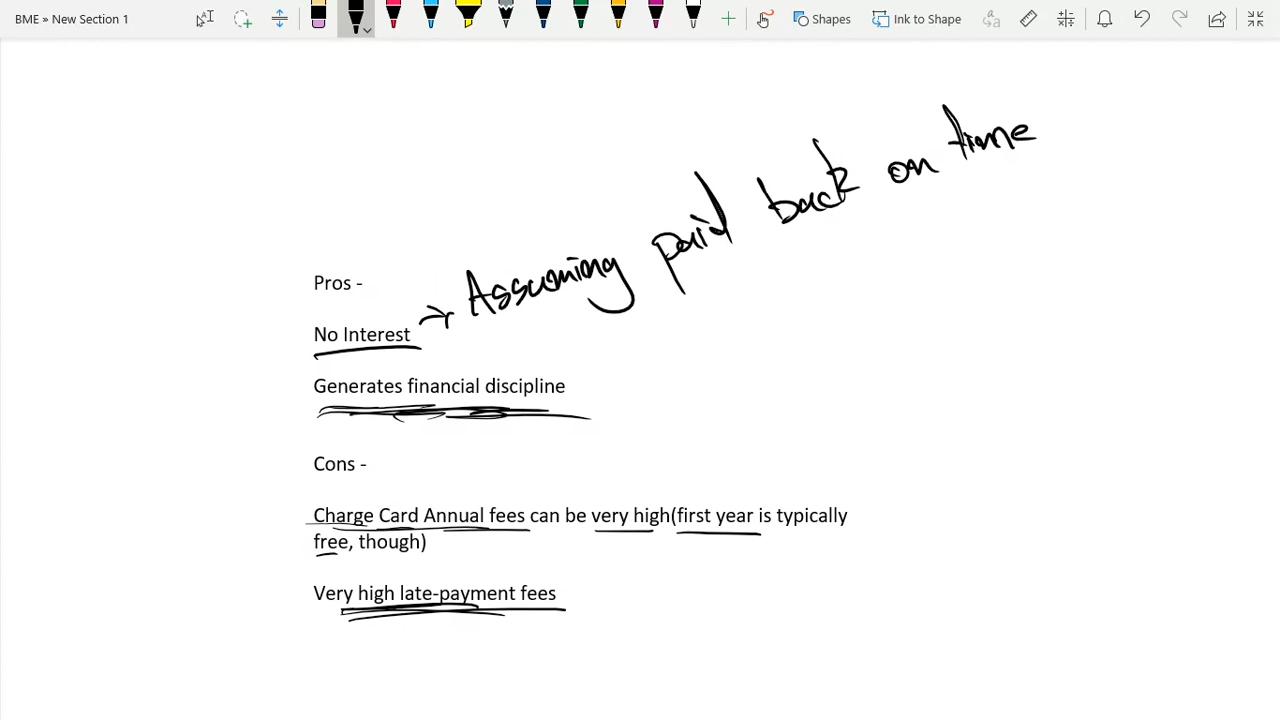 BME » New Section 1
Shapes
Ink to Shape
Assuming paid back on time
Pros -
No Interest
Generates financial discipline
Cons -
Charge Card Annual fees can be very high(first year is typically
free, though)
Very high late-payment fees